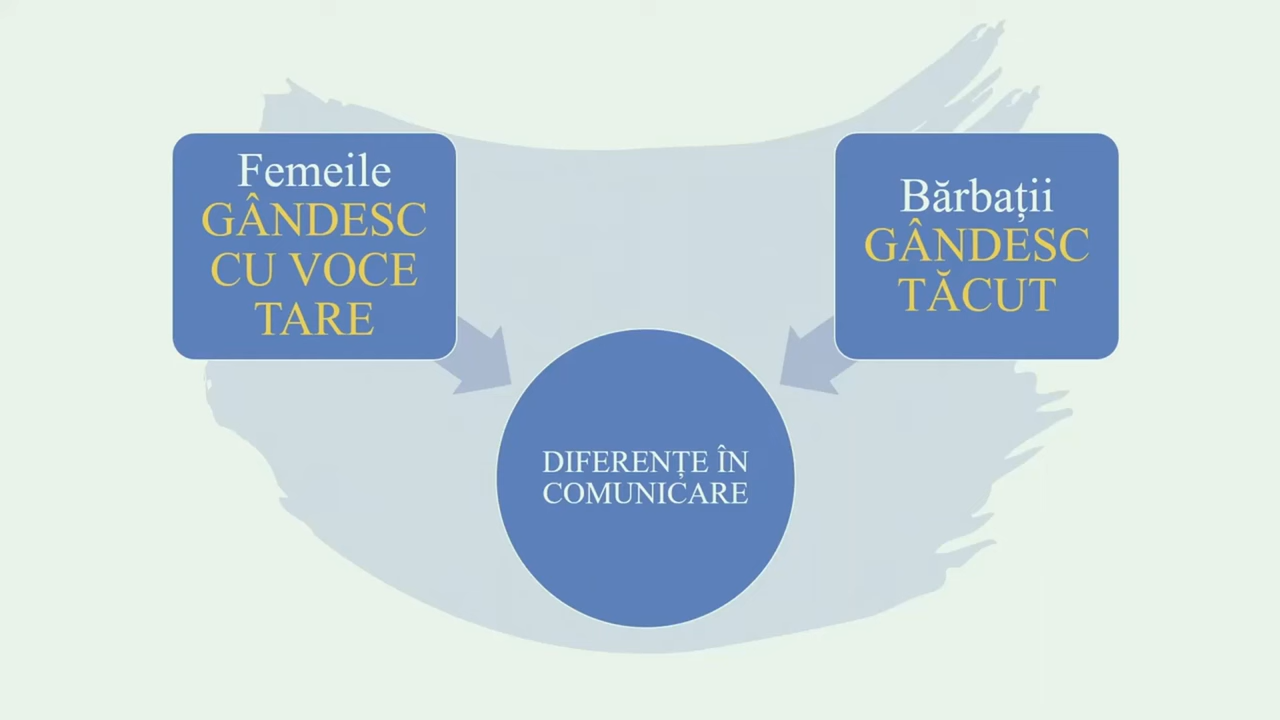 Femeile
GÂNDESC
CU VOCE
TARE
Bărbații
GÂNDESC
TĂCUT
DIFERENȚE ÎN
COMUNICARE